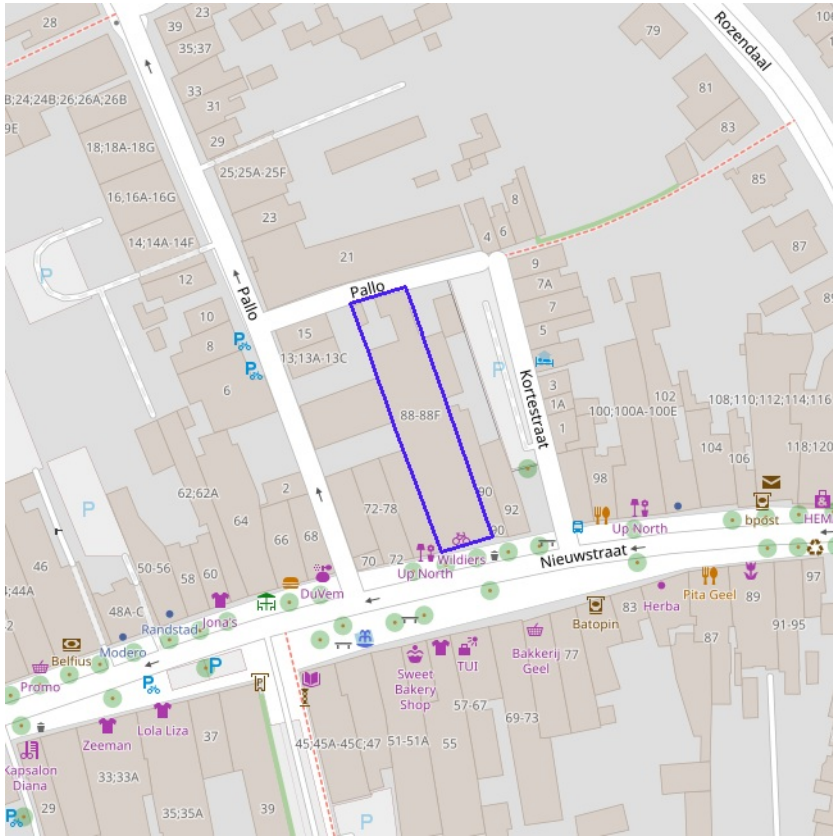 28
23
39
35;37
79
106
Rozendaal
B;24;24B;26;26A;26B
33
31
81
9E
18;18A-18G
29
83
25;25A-25F
85
16,16A-16G
8
23
6
4
14;14A-14F
87
P
21
9
12
7A
89
Pallo
Pallo
10
7
15
5
8
13;13A-13C
P
P
P
P
6
Kortestraat
3
102
108;110;112;114;116
88-88F
1A
100;100A-100E
1
104
118;120
106
98
62;62A
2
90
72-78
92
P
64
Up North
bpost
HEMA
66
68
90
70
72
Wildiers
Nieuwstraat
46
50-56
60
Up North
58
DuVem
44A
48A-C
Jona's
Pita Geel
89
Randstad
83
Herba
91-95
Batopin
Modero
Belfius
87
Bakkerij
Geel
77
P
TUI
Promo
P
Sweet
Bakery
Shop
P
57-67
Lola Liza
69-73
Zeeman
37
45;45A-45C;47
51-51A
55
Kapsalon
Diana
33;33A
29
35;35A
39
P
P